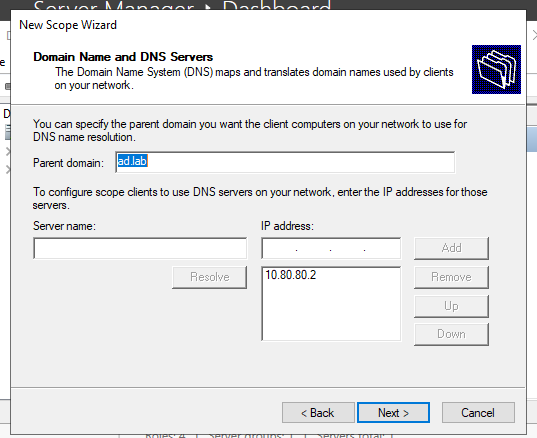 Server Manager • Dashboard
New Scope Wizard
Domain Name and DNS Servers
The Domain Name System (DNS) maps and translates domain names used by clients
on your network.
You can specify the parent domain you want the client computers on your network to use for
DNS name resolution.
Parent domain: ad.lab
To configure scope clients to use DNS servers on your network, enter the IP addresses for those
servers.
Server name: IP address:
. . . Add
Resolve 10.80.80.2 Remove
Up
Down
< Back Next > Cancel
Roles: 4 | Server groups: 1 | Servers total: 1